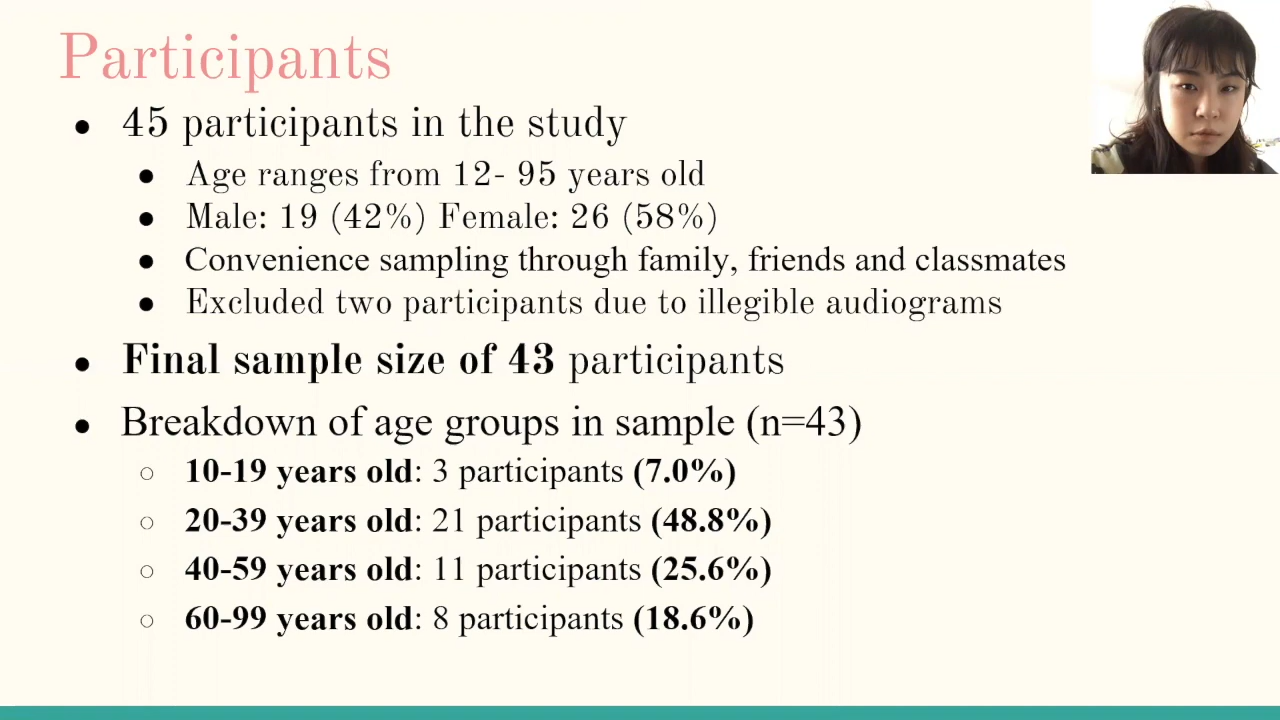 Participants
● 45 participants in the study
● Age ranges from 12- 95 years old
● Male: 19 (42%) Female: 26 (58%)
● Convenience sampling through family, friends and classmates
● Excluded two participants due to illegible audiograms
● Final sample size of 43 participants
● Breakdown of age groups in sample (n=43)
○ 10-19 years old: 3 participants (7.0%)
○ 20-39 years old: 21 participants (48.8%)
○ 40-59 years old: 11 participants (25.6%)
○ 60-99 years old: 8 participants (18.6%)